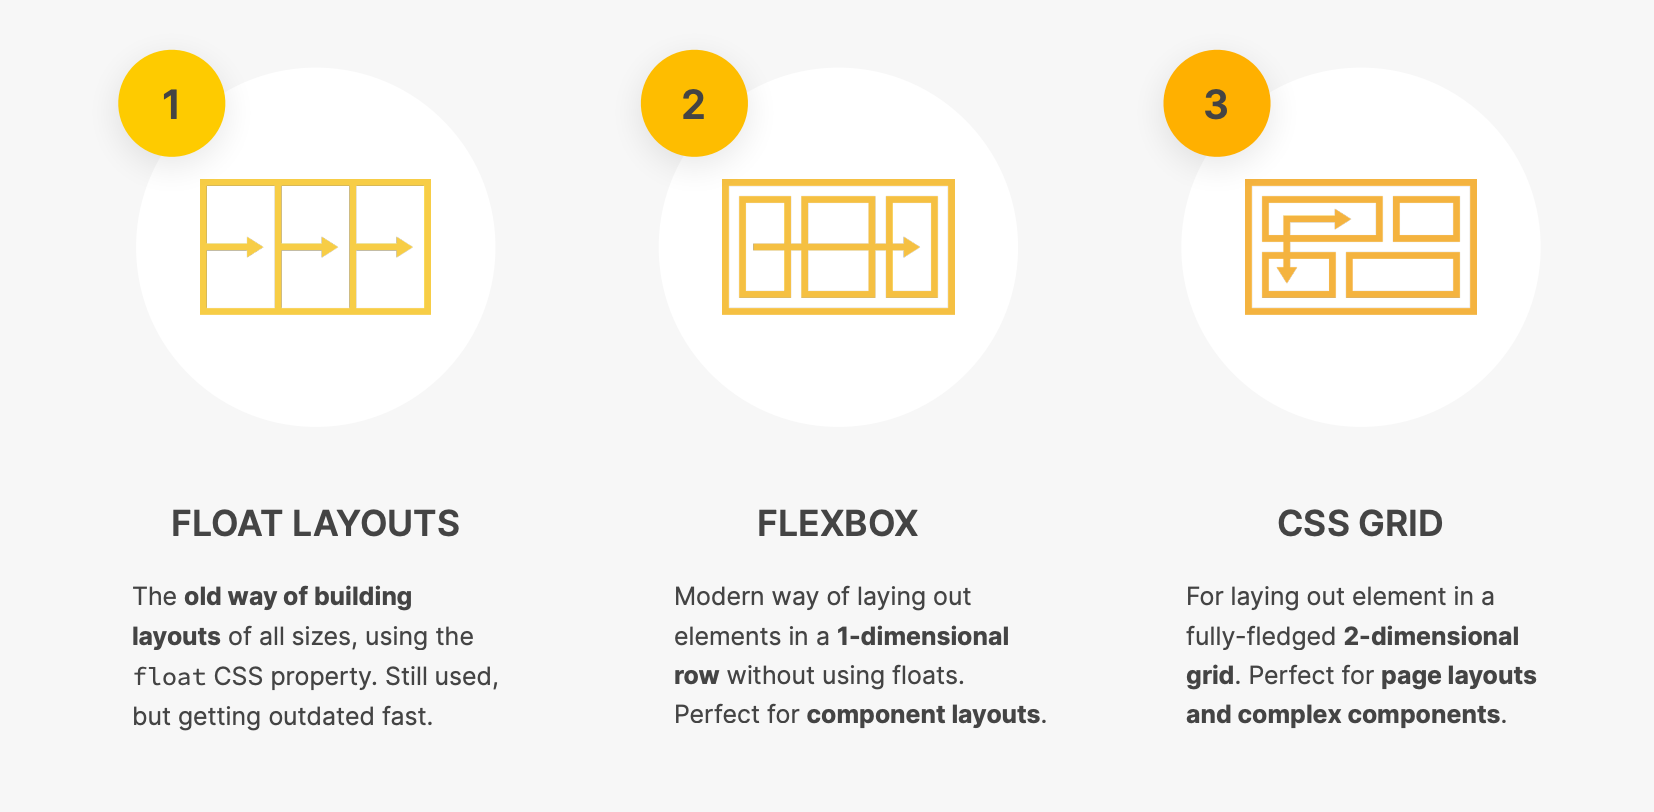 1
FLOAT LAYOUTS
The old way of building
layouts of all sizes, using the
float CSS property. Still used,
but getting outdated fast.
2
FLEXBOX
Modern way of laying out
elements in a 1-dimensional
row without using floats.
Perfect for component layouts.
3
CSS GRID
For laying out element in a
fully-fledged 2-dimensional
grid. Perfect for page layouts
and complex components.